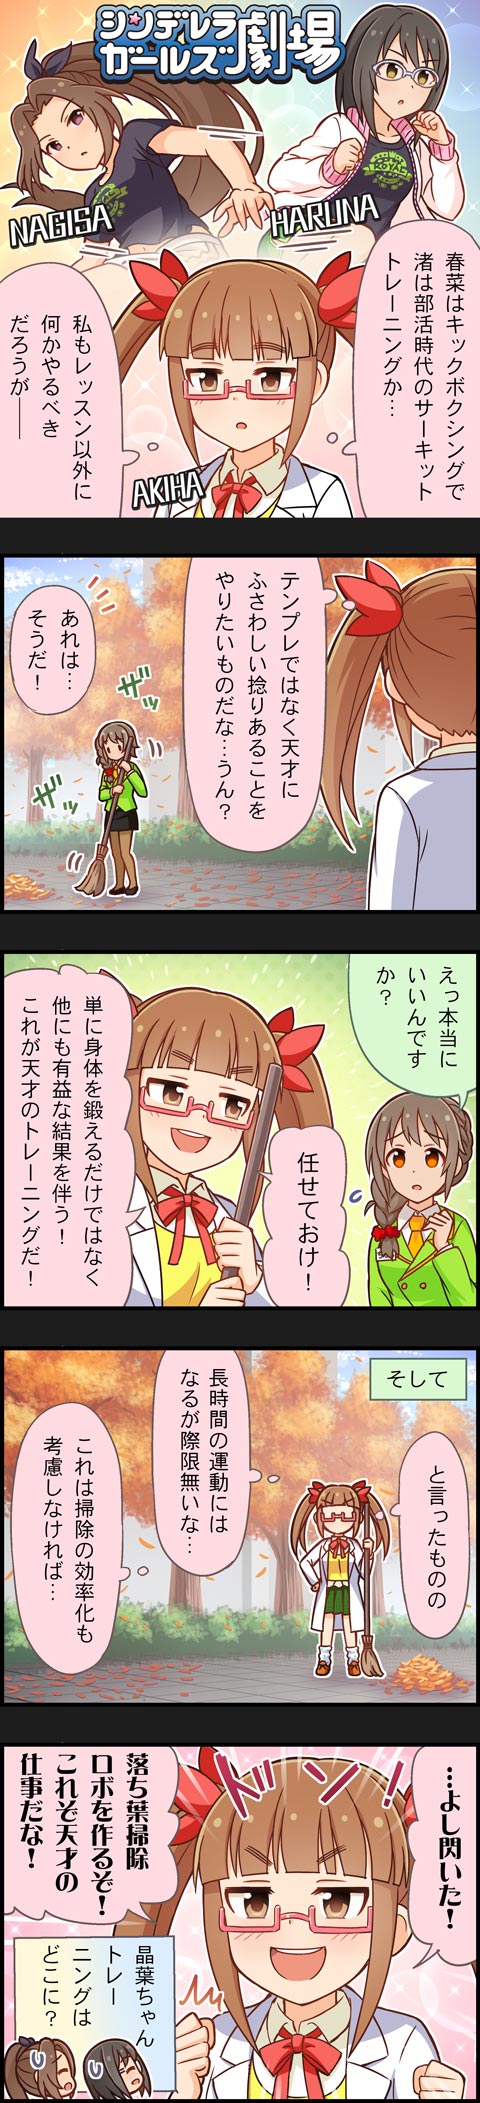 シンデレラ
ガールズ劇場
NAGISA
HARUNA
春菜はキックボクシングで
渚は部活時代のサーキット
トレーニングか…
私もレッスン以外に
何かやるべき
だろうが──
AKIHA
テンプレではなく天才に
ふさわしい捻りあることを
やりたいものだな…うん?
あれは…
そうだ!
ザッ
ザッ
えっ本当に
いいんです
か?
任せておけ!
単に身体を鍛えるだけではなく
他にも有益な結果を伴う!
これが天才のトレーニングだ!
そして
と言ったものの
長時間の運動には
なるが際限無いな…
これは掃除の効率化も
考慮しなければ…
…よし閃いた!
ドン!
落ち葉掃除
ロボを作るぞ!
これぞ天才の
仕事だな!
晶葉ちゃん
トレー
ニングは
どこに?